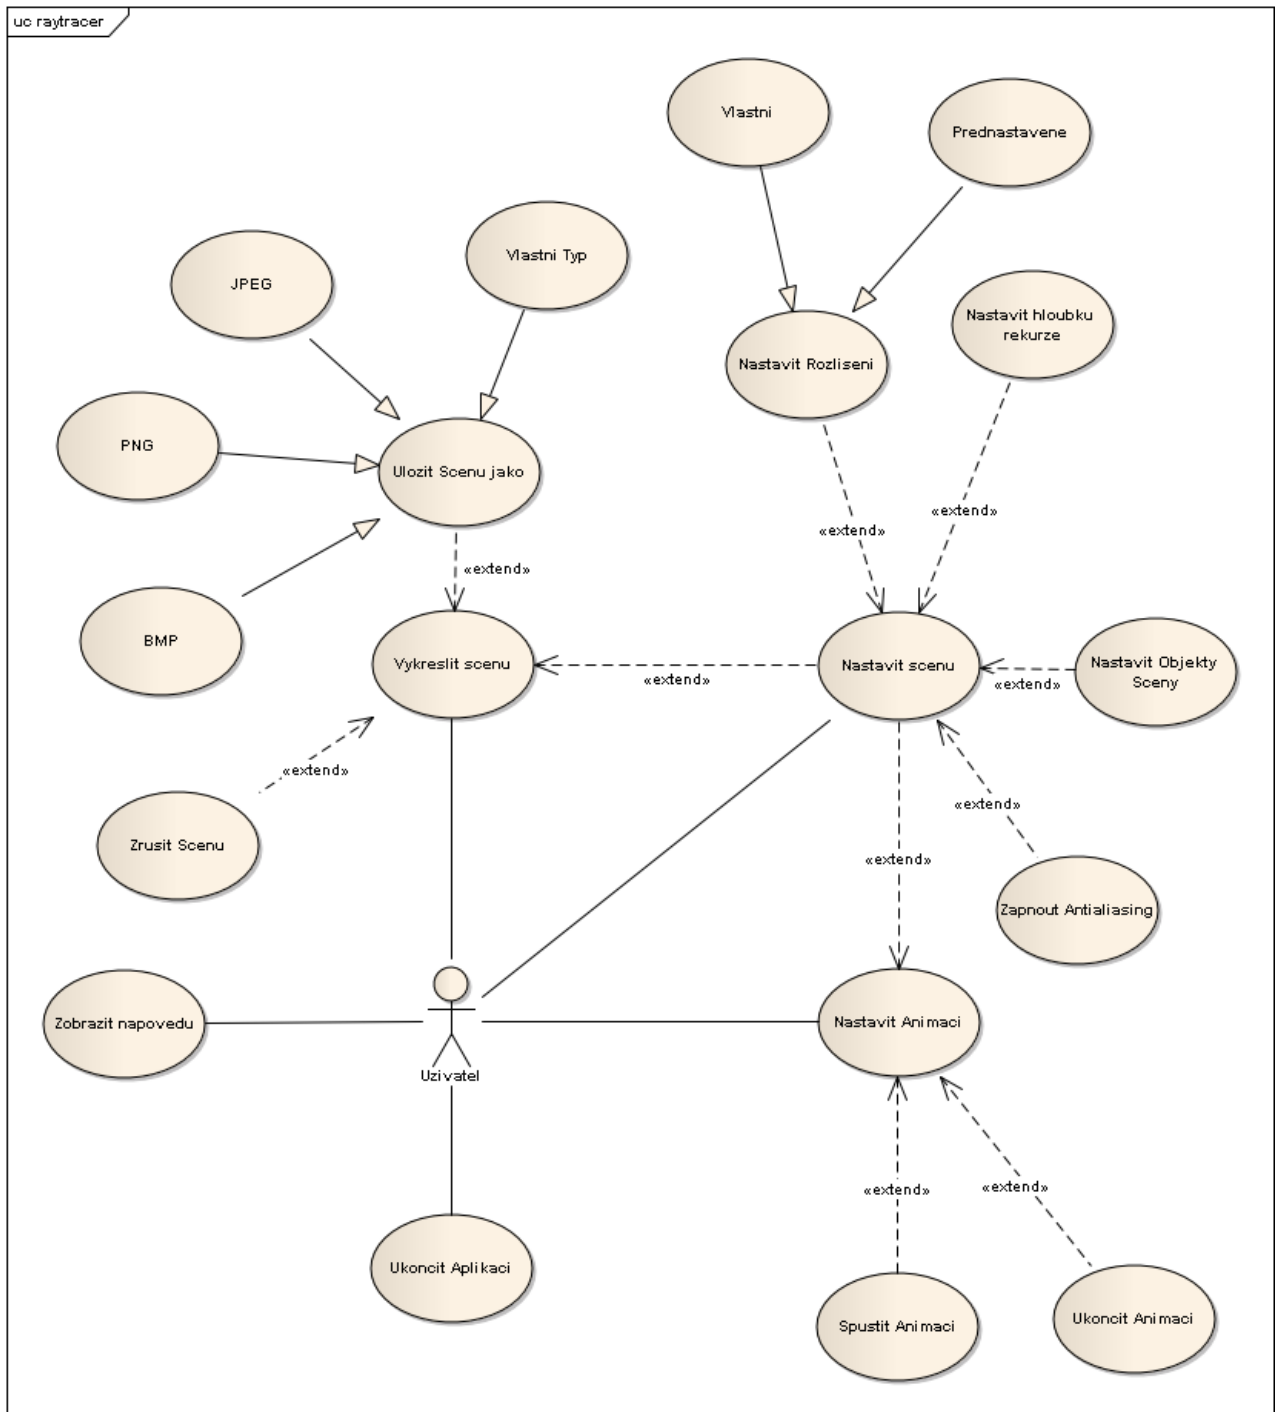 uc raytracer
Vlastni
Prednastavene
JPEG
Vlastni Typ
Nastavit Rozliseni
Nastavit hloubku
rekurze
PNG
Ulozit Scenu jako
«extend»
«extend»
«extend»
BMP
Vykreslit scenu
«extend»
Nastavit scenu
«extend»
Nastavit Objekty
Sceny
«extend»
Zrusit Scenu
«extend»
«extend»
Zapnout Antialiasing
Zobrazit napovedu
Uzivatel
Nastavit Animaci
«extend»
«extend»
Ukoncit Aplikaci
Spustit Animaci
Ukoncit Animaci